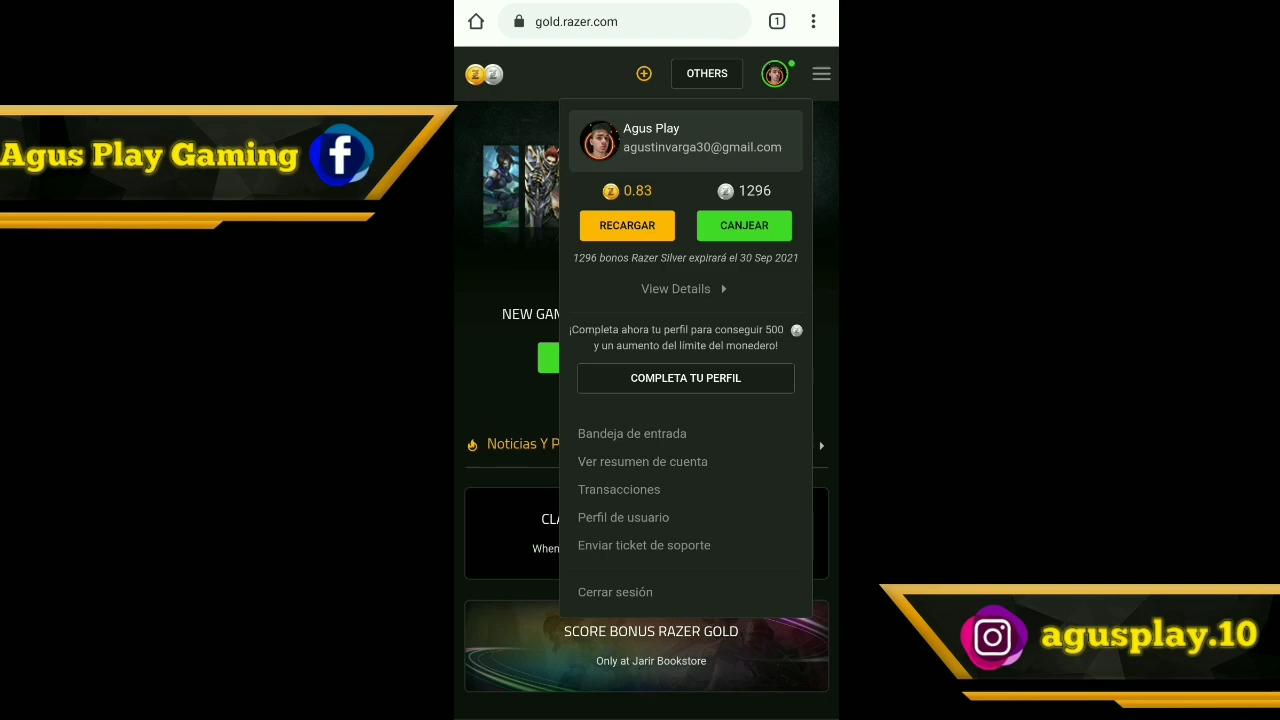 gold.razer.com
1
OTHERS
Agus Play
agustinvarga30@gmail.com
0.83
1296
RECARGAR
CANJEAR
1296 bonos Razer Silver expirará el 30 Sep 2021
View Details
¡Completa ahora tu perfil para conseguir 500
y un aumento del límite del monedero!
COMPLETA TU PERFIL
Bandeja de entrada
Ver resumen de cuenta
Transacciones
Perfil de usuario
Enviar ticket de soporte
Cerrar sesión
NEW GAM
Noticias Y P
CLA
When
SCORE BONUS RAZER GOLD
Only at Jarir Bookstore
Agus Play Gaming
agusplay.10